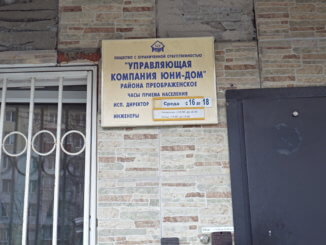 ОБЩЕСТВО С ОГРАНИЧЕННОЙ ОТВЕТСТВЕННОСТЬЮ
"УПРАВЛЯЮЩАЯ
КОМПАНИЯ ЮНИ-ДОМ"
РАЙОНА ПРЕОБРАЖЕНСКОЕ
ЧАСЫ ПРИЕМА НАСЕЛЕНИЯ
ИСП. ДИРЕКТОР Среда с 16 до 18
ИНЖЕНЕРЫ